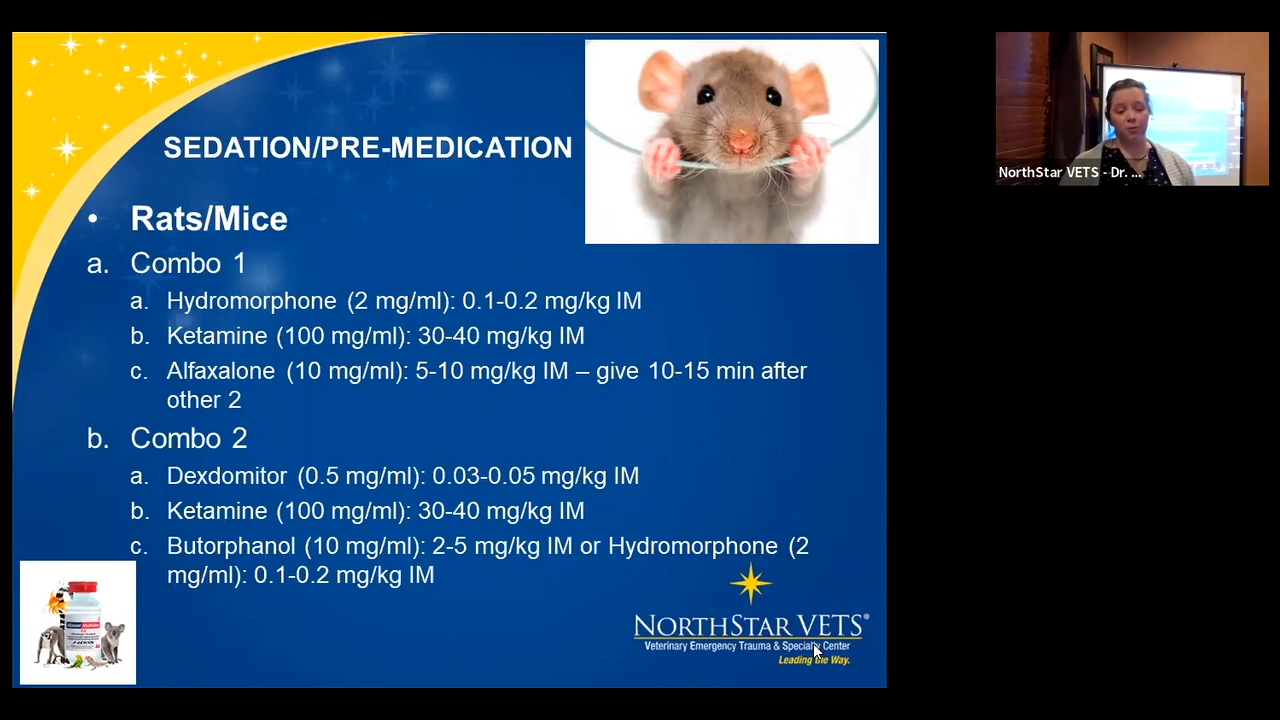 SEDATION/PRE-MEDICATION
• Rats/Mice
a. Combo 1
a. Hydromorphone (2 mg/ml): 0.1-0.2 mg/kg IM
b. Ketamine (100 mg/ml): 30-40 mg/kg IM
c. Alfaxalone (10 mg/ml): 5-10 mg/kg IM – give 10-15 min after
other 2
b. Combo 2
a. Dexdomitor (0.5 mg/ml): 0.03-0.05 mg/kg IM
b. Ketamine (100 mg/ml): 30-40 mg/kg IM
c. Butorphanol (10 mg/ml): 2-5 mg/kg IM or Hydromorphone (2
mg/ml): 0.1-0.2 mg/kg IM
NORTHSTAR VETS®
Veterinary Emergency Trauma & Specialty Center
Leading the Way.
NorthStar VETS - Dr. ...